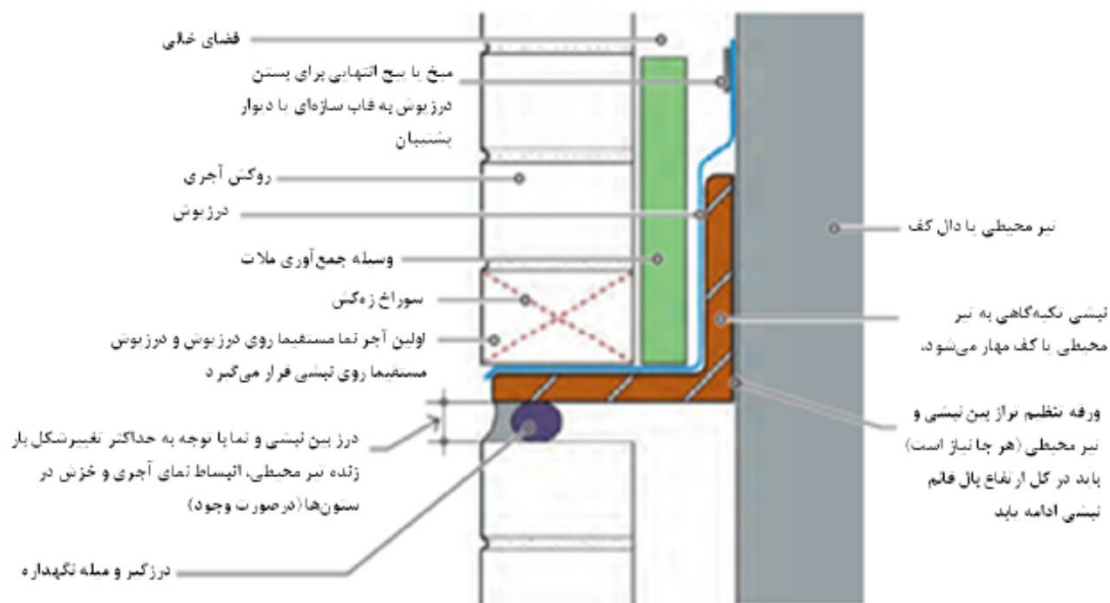 فضای خالی
میخ یا پیچ انتهایی برای بستن
درزپوش به قاب سازه‌ای یا دیوار
پشتیبان
روکش آجری
درزپوش
وسیله جمع‌آوری ملات
سوراخ زه‌کش
اولین آجر نما مستقیما روی درزپوش و درزپوش
مستقیما روی نبشی قرار می‌گیرد
درز بین نبشی و نما با توجه به حداکثر تغییرشکل بار
زنده تیر محیطی، انبساط نمای آجری و خزش در
ستون‌ها (درصورت وجود)
درزگیر و میله نگهداره
تیر محیطی یا دال کف
نبشی تکیه‌گاهی به تیر
محیطی یا کف مهار می‌شود.
ورقه تنظیم تراز بین نبشی و
تیر محیطی (هر جا نیاز است)
باید در کل ارتفاع بال قائم
نبشی ادامه یابد